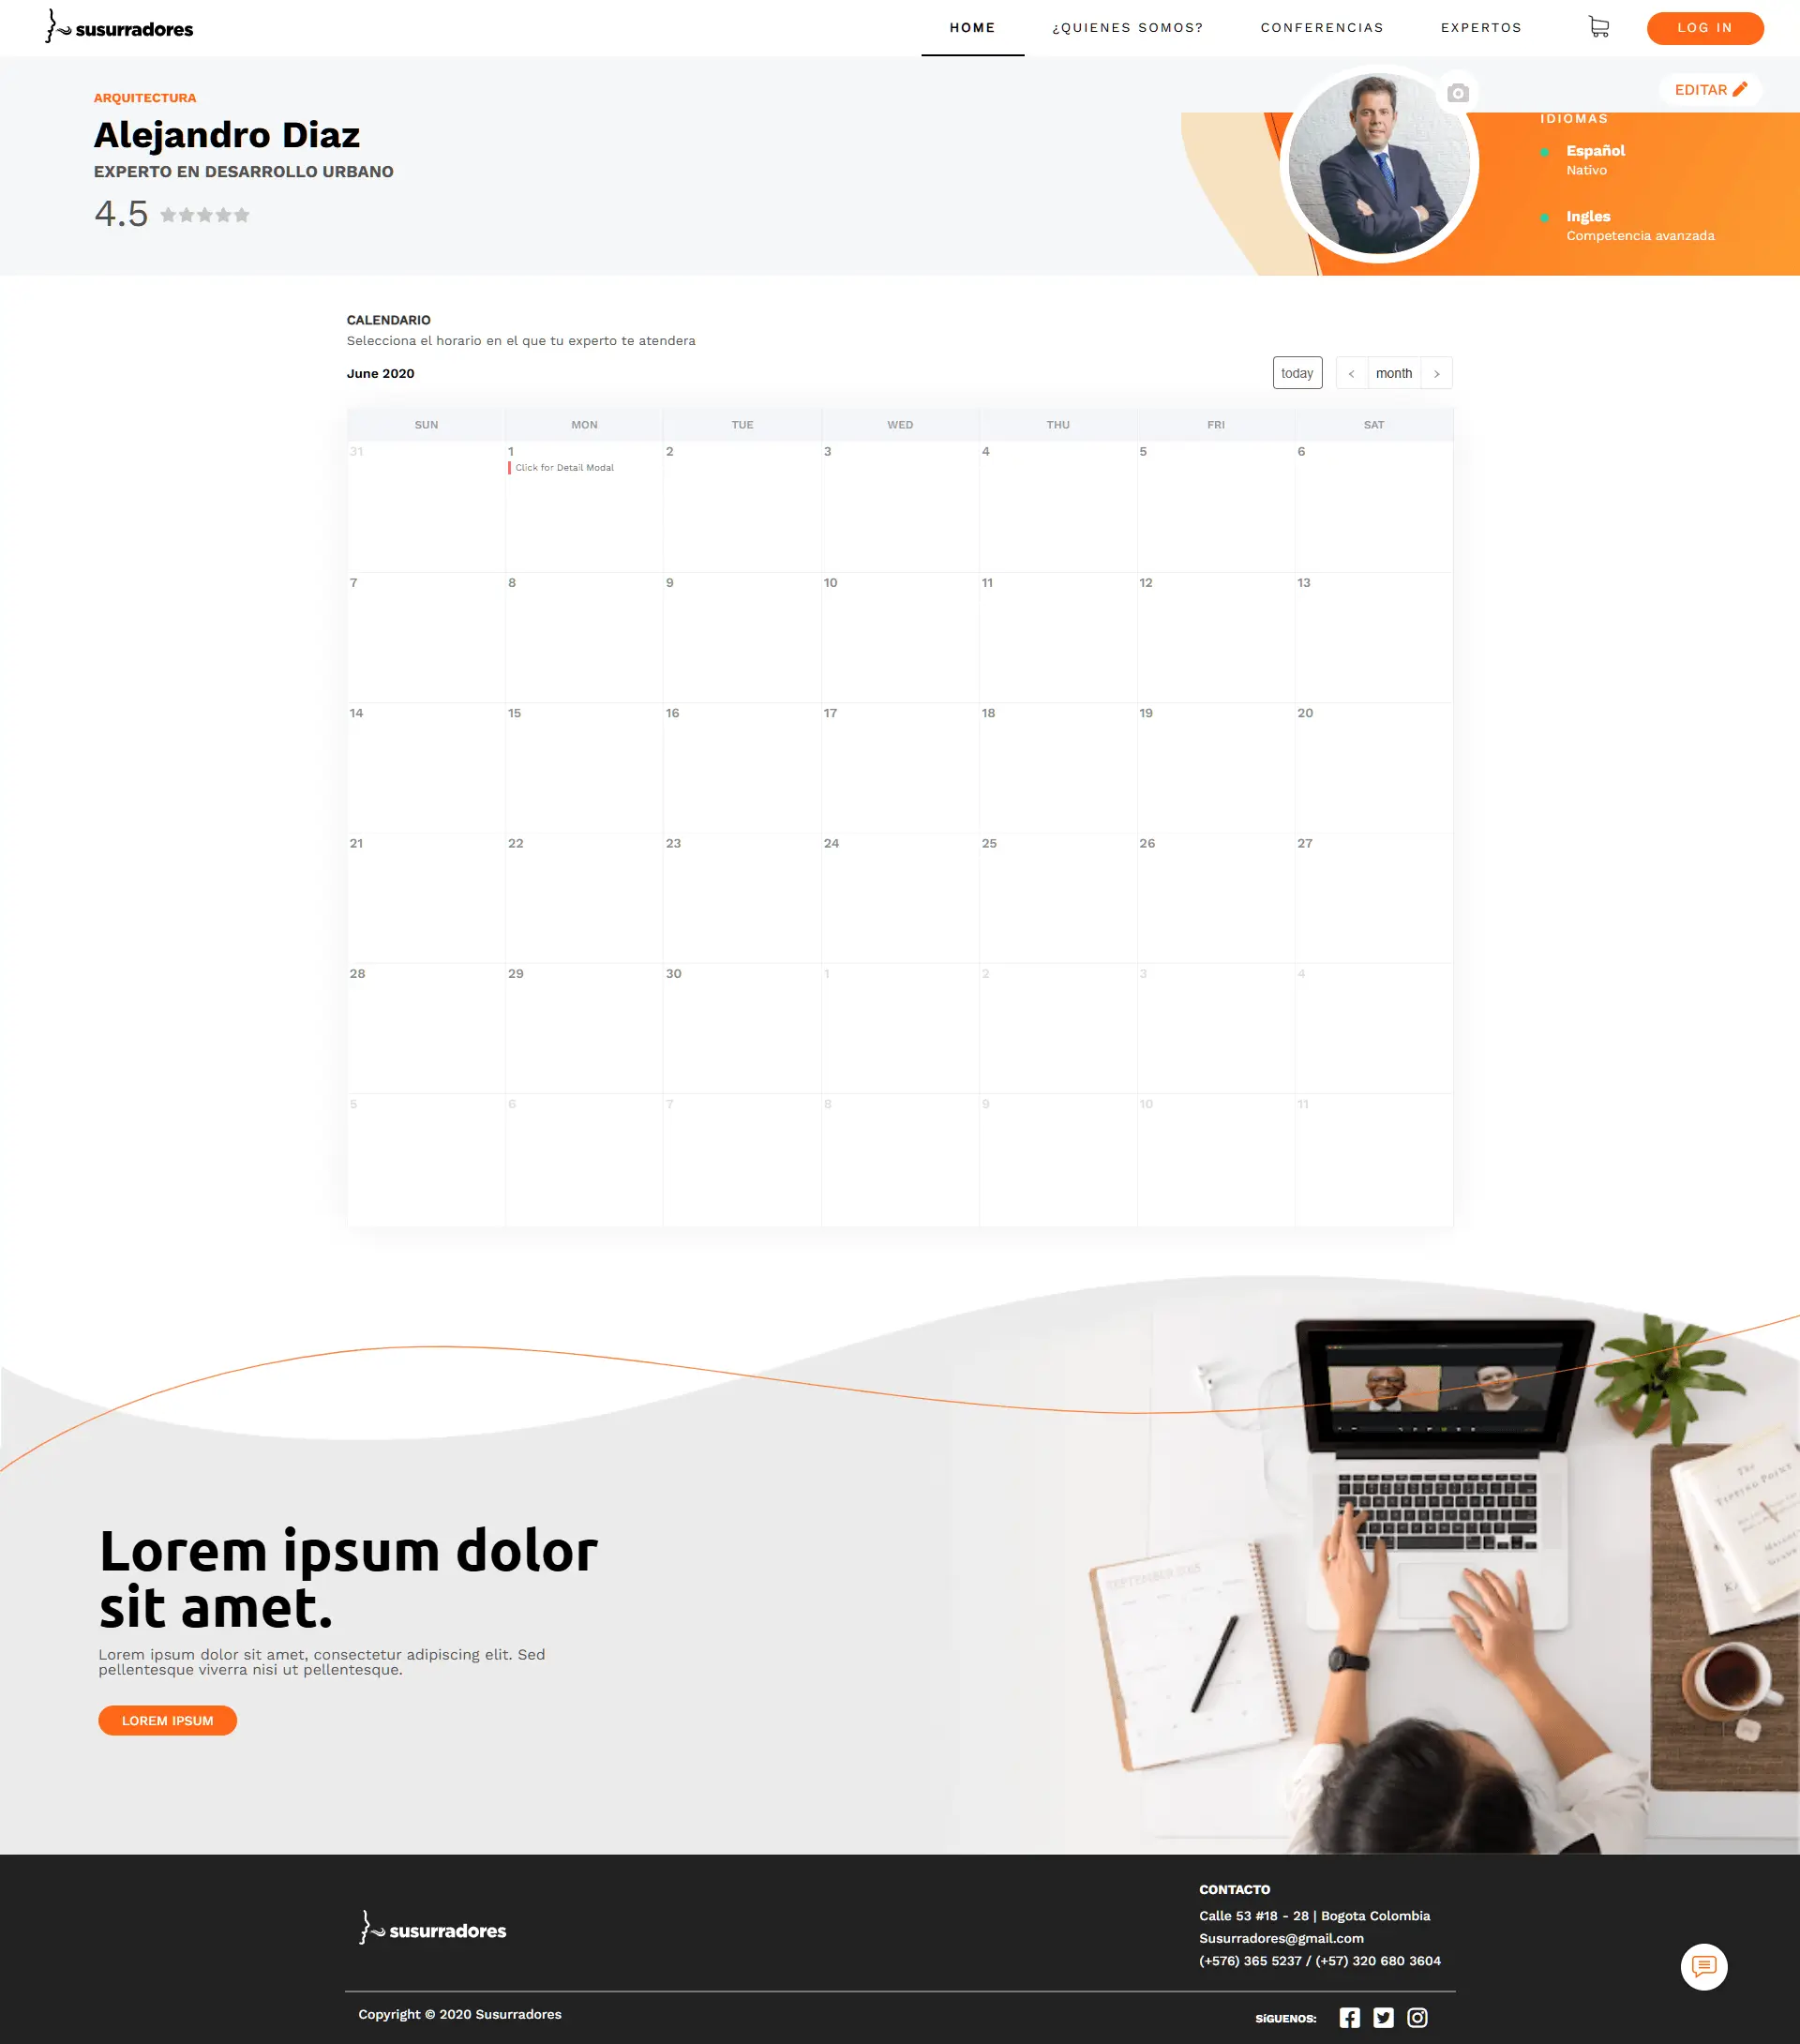 susurradores
HOME ¿QUIENES SOMOS? CONFERENCIAS EXPERTOS LOG IN
ARQUITECTURA
Alejandro Diaz
EXPERTO EN DESARROLLO URBANO
4.5
EDITAR
IDIOMAS
Español
Nativo
Ingles
Competencia avanzada
CALENDARIO
Selecciona el horario en el que tu experto te atendera
June 2020
today < month >
SUN MON TUE WED THU FRI SAT
31 1 2 3 4 5 6
Click for Detail Modal
7 8 9 10 11 12 13
14 15 16 17 18 19 20
21 22 23 24 25 26 27
28 29 30 1 2 3 4
5 6 7 8 9 10 11
The
TIPPING POINT
SEPTEMBER 2015
Lorem ipsum dolor
sit amet.
Lorem ipsum dolor sit amet, consectetur adipiscing elit. Sed
pellentesque viverra nisi ut pellentesque.
LOREM IPSUM
susurradores
CONTACTO
Calle 53 #18 - 28 | Bogota Colombia
Susurradores@gmail.com
(+576) 365 5237 / (+57) 320 680 3604
Copyright © 2020 Susurradores
SíGUENOS: